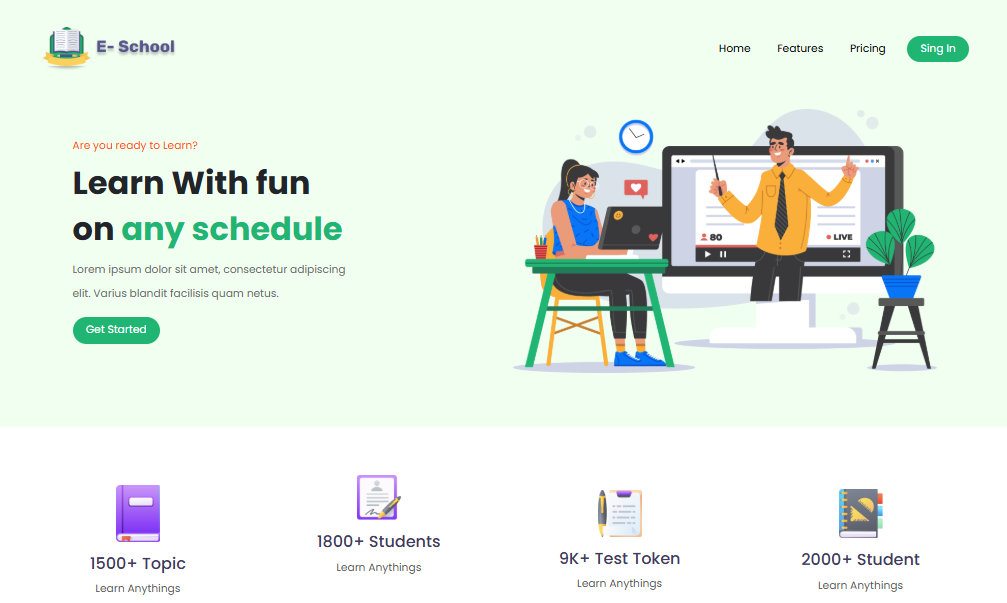 E- School
Home Features Pricing Sing In
Are you ready to Learn?
Learn With fun
on any schedule
Lorem ipsum dolor sit amet, consectetur adipiscing
elit. Varius blandit facilisis quam netus.
Get Started
80
LIVE
1500+ Topic
Learn Anythings
1800+ Students
Learn Anythings
9K+ Test Token
Learn Anythings
2000+ Student
Learn Anythings